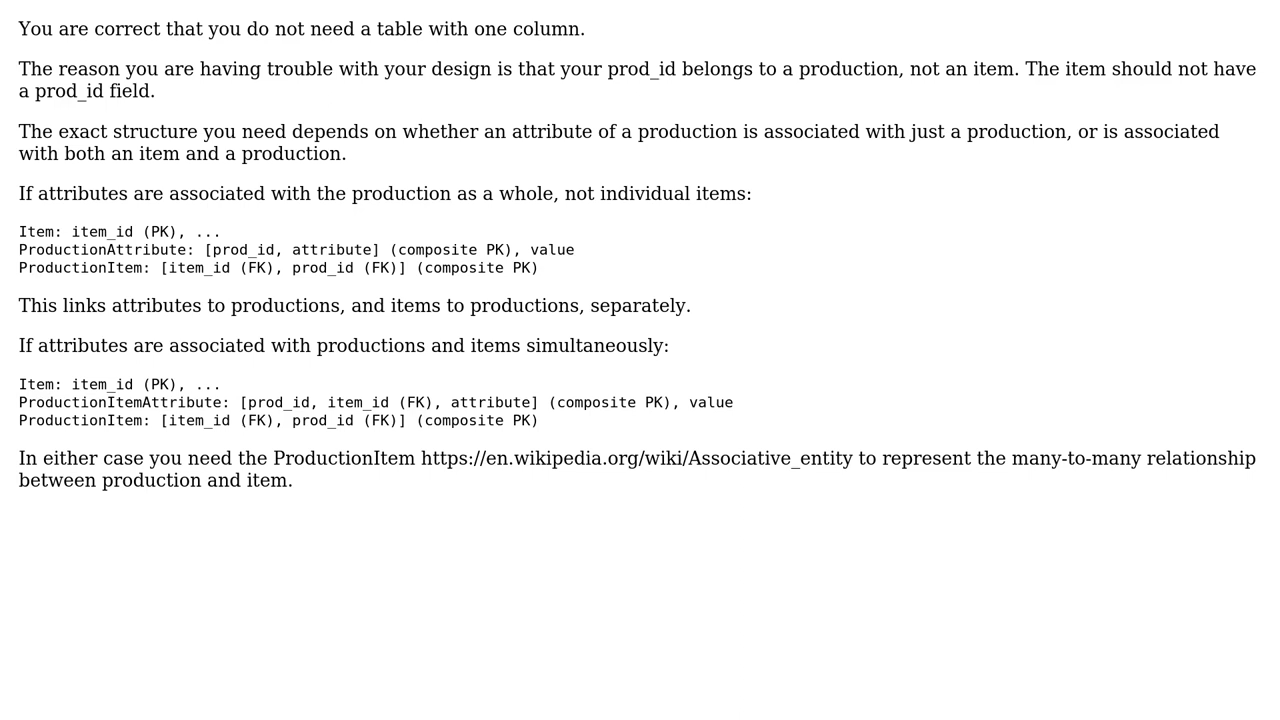 You are correct that you do not need a table with one column.
The reason you are having trouble with your design is that your prod_id belongs to a production, not an item. The item should not have
a prod_id field.
The exact structure you need depends on whether an attribute of a production is associated with just a production, or is associated
with both an item and a production.
If attributes are associated with the production as a whole, not individual items:
Item: item_id (PK), ...
ProductionAttribute: [prod_id, attribute] (composite PK), value
ProductionItem: [item_id (FK), prod_id (FK)] (composite PK)
This links attributes to productions, and items to productions, separately.
If attributes are associated with productions and items simultaneously:
Item: item_id (PK), ...
ProductionItemAttribute: [prod_id, item_id (FK), attribute] (composite PK), value
ProductionItem: [item_id (FK), prod_id (FK)] (composite PK)
In either case you need the ProductionItem https://en.wikipedia.org/wiki/Associative_entity to represent the many-to-many relationship
between production and item.